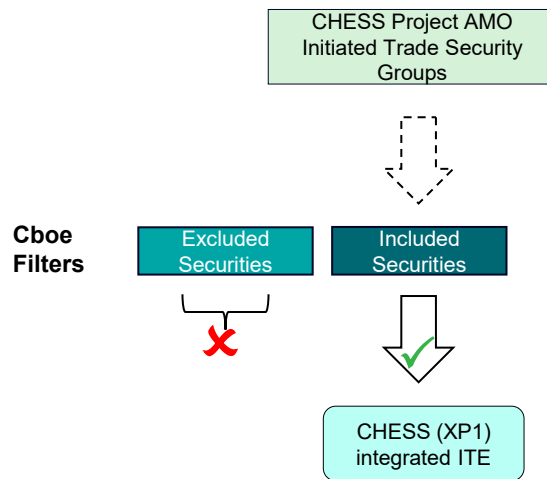 CHESS Project AMO
Initiated Trade Security
Groups
Cboe
Filters
Excluded
Securities
Included
Securities
CHESS (XP1)
integrated ITE